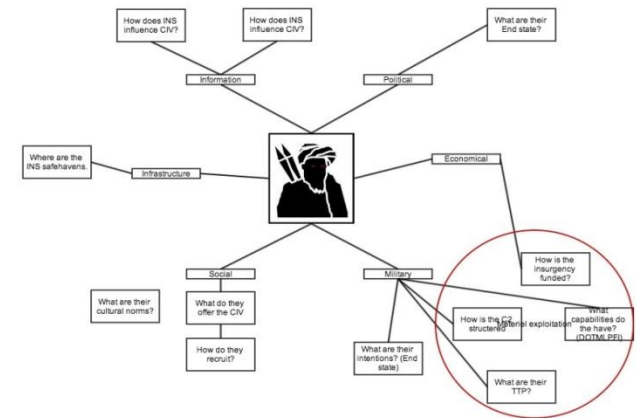 How does INS
influence CIV?
How does INS
influence CIV?
What are their
End state?
Information
Political
Where are the
INS safehavens.
Infrastructure
Economical
Social
Military
How is the
insurgency
funded?
What are their
cultural norms?
What do they
offer the CIV
How is the C2
structered
Material exploitation
What
capabilities do
the have?
(DOTMLPFI)
How do they
recruit?
What are their
intentions? (End
state)
What are their
TTP?